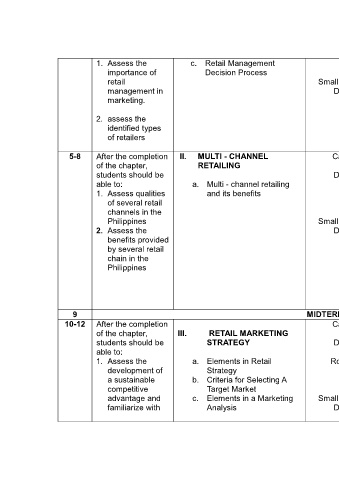 1. Assess the
importance of
retail
management in
marketing.
2. assess the
identified types
of retailers
c. Retail Management
Decision Process
Small
D
5-8
After the completion
of the chapter,
students should be
able to:
1. Assess qualities
of several retail
channels in the
Philippines
2. Assess the
benefits provided
by several retail
chain in the
Philippines
II. MULTI - CHANNEL
RETAILING
a. Multi - channel retailing
and its benefits
Ca
D
Small
D
9
MIDTER
10-12
After the completion
of the chapter,
students should be
able to:
1. Assess the
development of
a sustainable
competitive
advantage and
familiarize with
III. RETAIL MARKETING
STRATEGY
a. Elements in Retail
Strategy
b. Criteria for Selecting A
Target Market
c. Elements in a Marketing
Analysis
Ca
D
Ro
Small
D